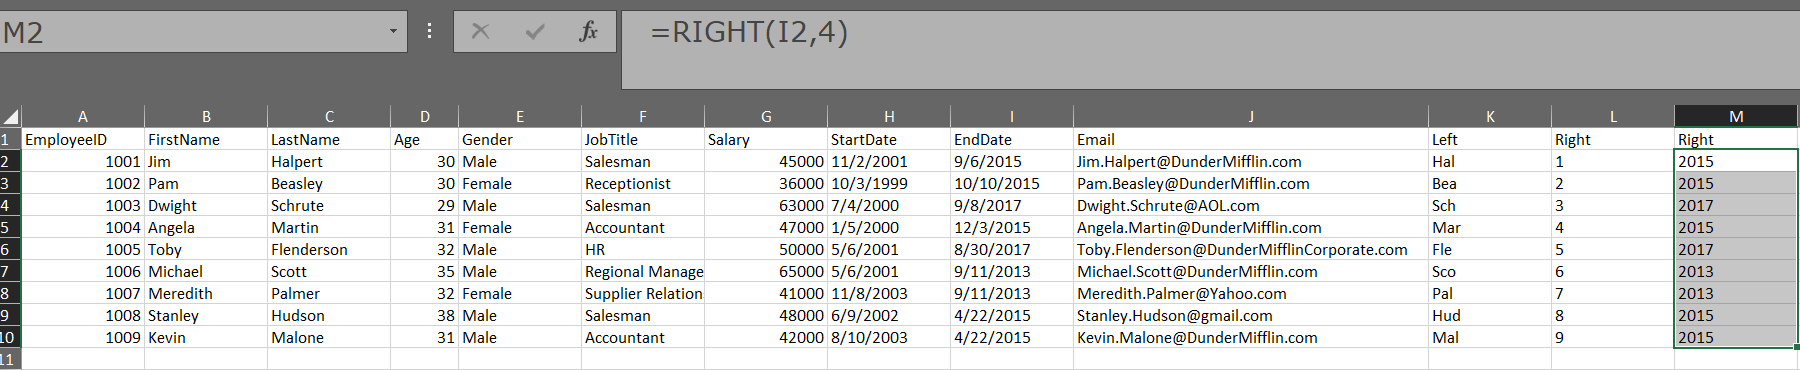 M2 fx =RIGHT(I2,4)
A B C D E F G H I J K L M
1 EmployeeID FirstName LastName Age Gender JobTitle Salary StartDate EndDate Email Left Right Right
2 1001 Jim Halpert 30 Male Salesman 45000 11/2/2001 9/6/2015 Jim.Halpert@DunderMifflin.com Hal 1 2015
3 1002 Pam Beasley 30 Female Receptionist 36000 10/3/1999 10/10/2015 Pam.Beasley@DunderMifflin.com Bea 2 2015
4 1003 Dwight Schrute 29 Male Salesman 63000 7/4/2000 9/8/2017 Dwight.Schrute@AOL.com Sch 3 2017
5 1004 Angela Martin 31 Female Accountant 47000 1/5/2000 12/3/2015 Angela.Martin@DunderMifflin.com Mar 4 2015
6 1005 Toby Flenderson 32 Male HR 50000 5/6/2001 8/30/2017 Toby.Flenderson@DunderMifflinCorporate.com Fle 5 2017
7 1006 Michael Scott 35 Male Regional Manage 65000 5/6/2001 9/11/2013 Michael.Scott@DunderMifflin.com Sco 6 2013
8 1007 Meredith Palmer 32 Female Supplier Relation 41000 11/8/2003 9/11/2013 Meredith.Palmer@Yahoo.com Pal 7 2013
9 1008 Stanley Hudson 38 Male Salesman 48000 6/9/2002 4/22/2015 Stanley.Hudson@gmail.com Hud 8 2015
10 1009 Kevin Malone 31 Male Accountant 42000 8/10/2003 4/22/2015 Kevin.Malone@DunderMifflin.com Mal 9 2015
11